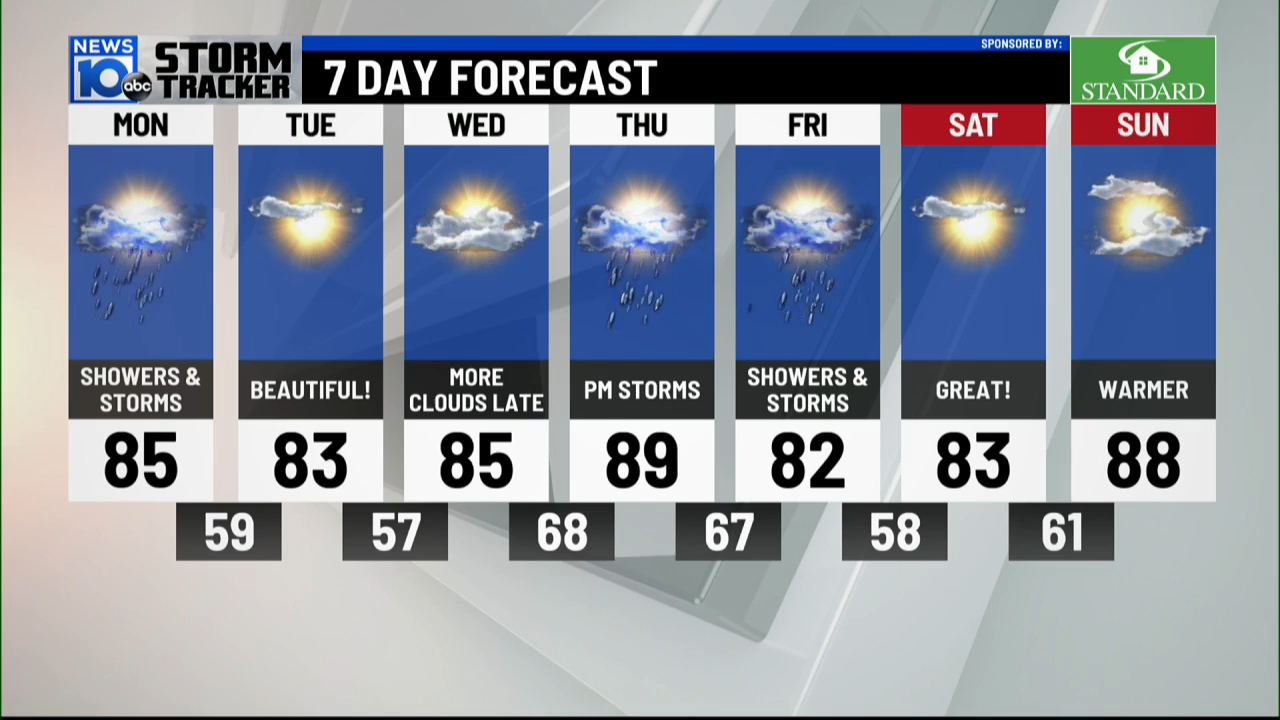 NEWS
10
abc
STORM
TRACKER
7 DAY FORECAST
SPONSORED BY:
STANDARD
MON TUE WED THU FRI SAT SUN
SHOWERS &
STORMS
BEAUTIFUL!
MORE
CLOUDS LATE
PM STORMS
SHOWERS &
STORMS
GREAT!
WARMER
85 83 85 89 82 83 88
59 57 68 67 58 61